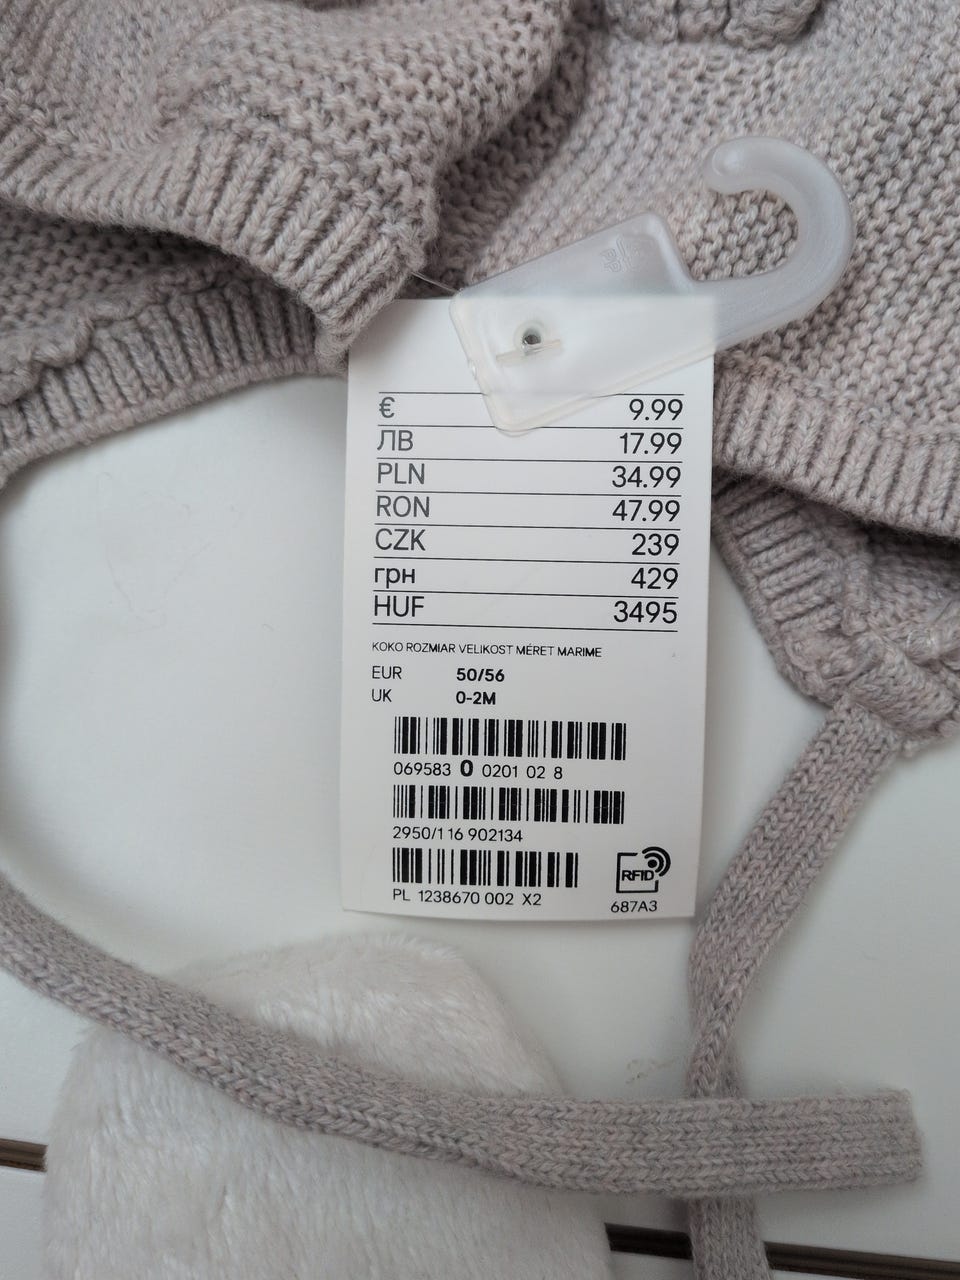 € 9.99
ЛВ 17.99
PLN 34.99
RON 47.99
CZK 239
грн 429
HUF 3495
KOKO ROZMIAR VELIKOST MÉRET MARIME
EUR 50/56
UK 0-2M
069583 0 0201 02 8
2950/1 16 902134
PL 1238670 002 X2
RFID
687A3
PP